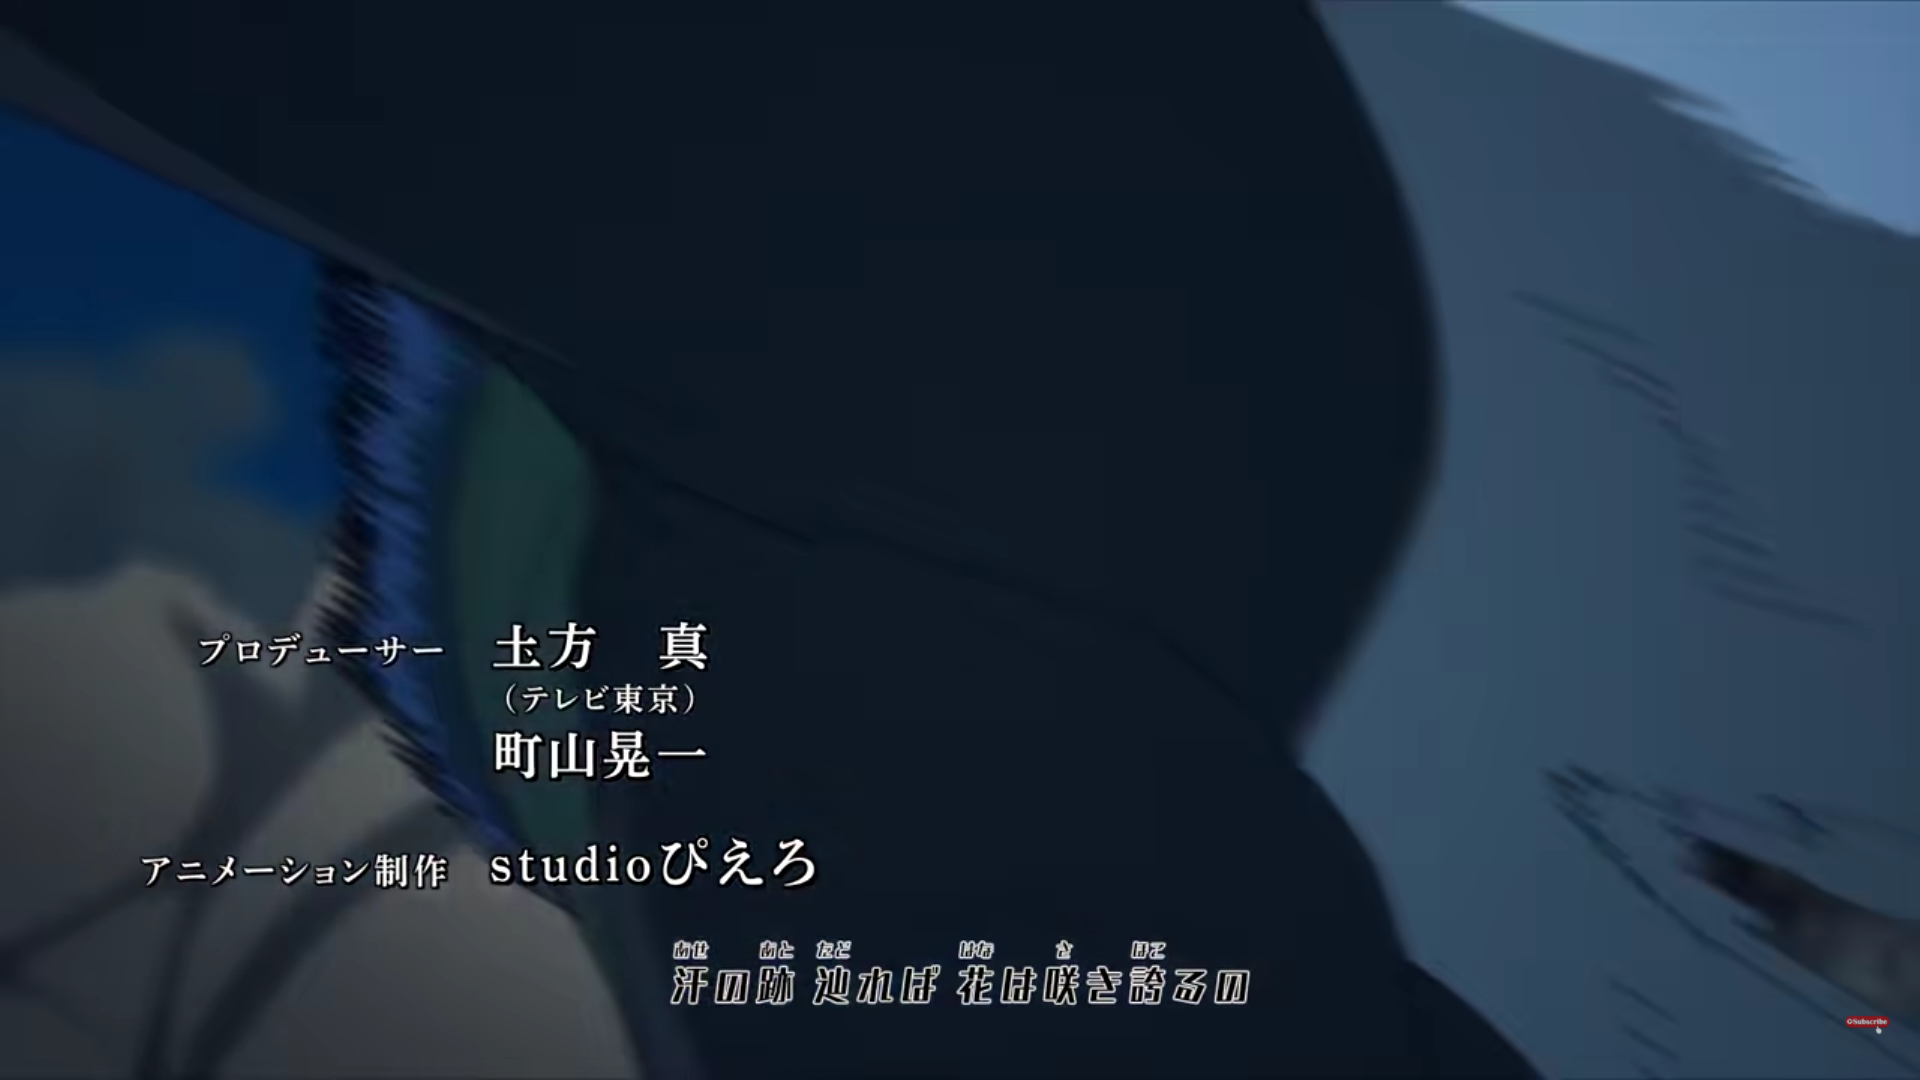 プロデューサー 土方 真
（テレビ東京）
町山晃一
アニメーション制作 studioぴえろ
あせ あと たど はな さ ほこ
汗の跡 辿れば 花は咲き誇るの
Subscribe